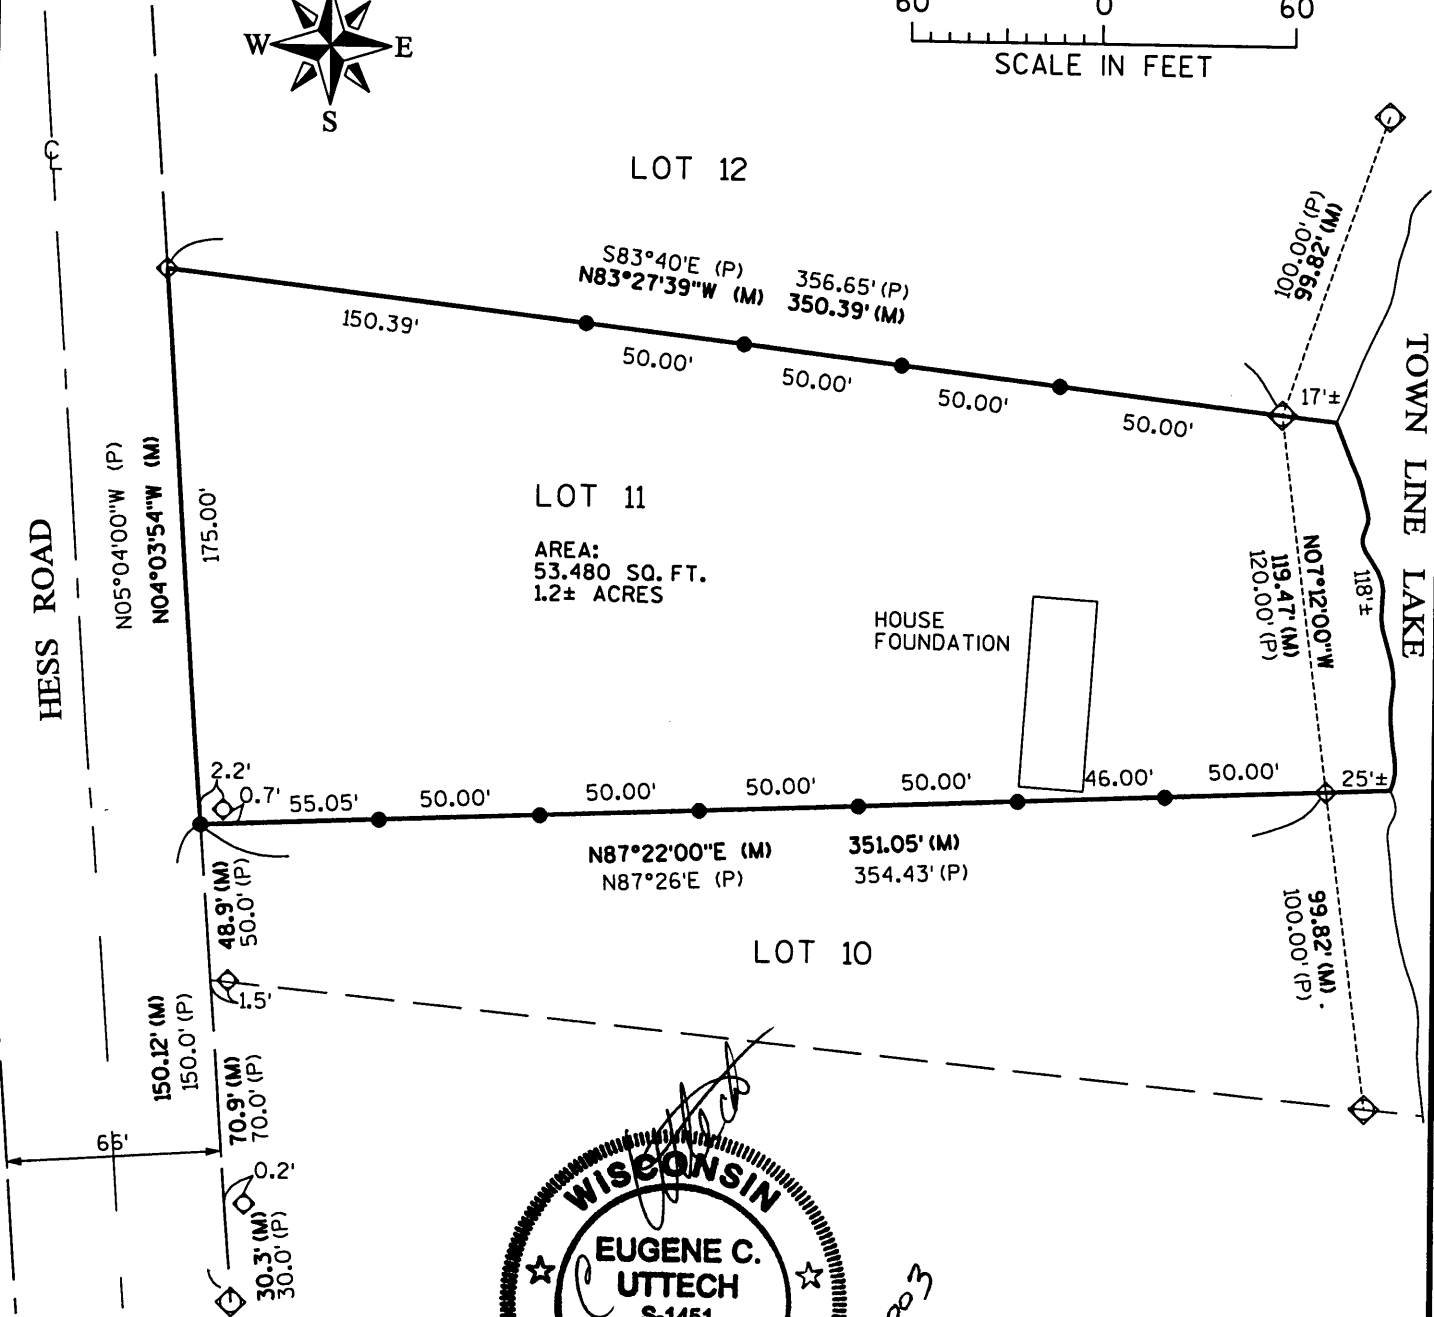 60 0 60
SCALE IN FEET
W E
S
CL
LOT 12
100.00' (P)
99.82' (M)
S83°40'E (P) 356.65' (P)
N83°27'39"W (M) 350.39' (M)
150.39'
50.00'
50.00'
50.00'
50.00'
17'±
TOWN LINE LAKE
HESS ROAD
N05°04'00"W (P)
N04°03'54"W (M)
175.00'
LOT 11
AREA:
53.480 SQ. FT.
1.2± ACRES
HOUSE
FOUNDATION
N07°12'00"W
119.47' (M)
120.00' (P)
118'±
2.2'
0.7'
55.05'
50.00'
50.00'
50.00'
50.00'
46.00'
50.00'
25'±
N87°22'00"E (M) 351.05' (M)
N87°26'E (P) 354.43' (P)
48.9' (M)
50.0' (P)
LOT 10
99.82' (M)
100.00' (P)
1.5'
150.12' (M)
150.0' (P)
70.9' (M)
70.0' (P)
66'
0.2'
30.3' (M)
30.0' (P)
WISCONSIN
EUGENE C.
UTTECH
S-1451
003